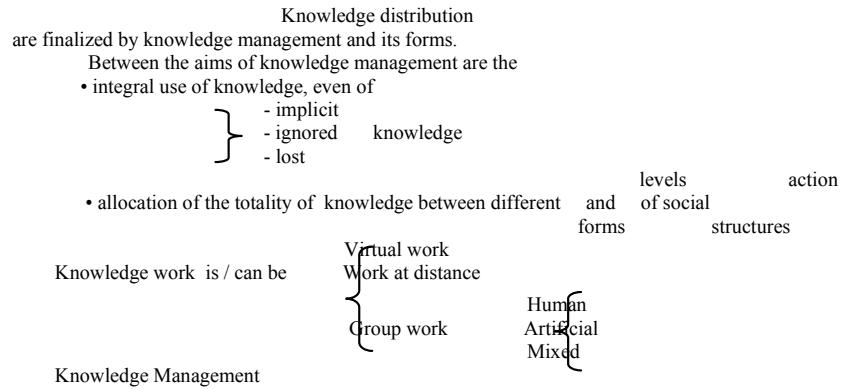 Knowledge distribution
are finalized by knowledge management and its forms.
Between the aims of knowledge management are the
• integral use of knowledge, even of
- implicit
- ignored knowledge
- lost
levels action
• allocation of the totality of knowledge between different and of social
forms structures
Virtual work
Knowledge work is / can be Work at distance
Human
Group work Artificial
Mixed
Knowledge Management